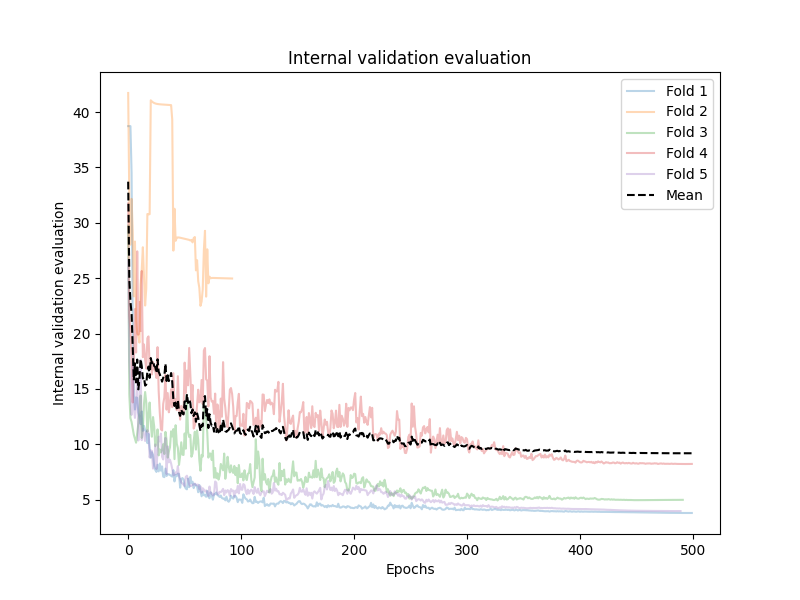 Internal validation evaluation
Internal validation evaluation
40
35
30
25
20
15
10
5
0
100
200
300
400
500
Epochs
Fold 1
Fold 2
Fold 3
Fold 4
Fold 5
Mean